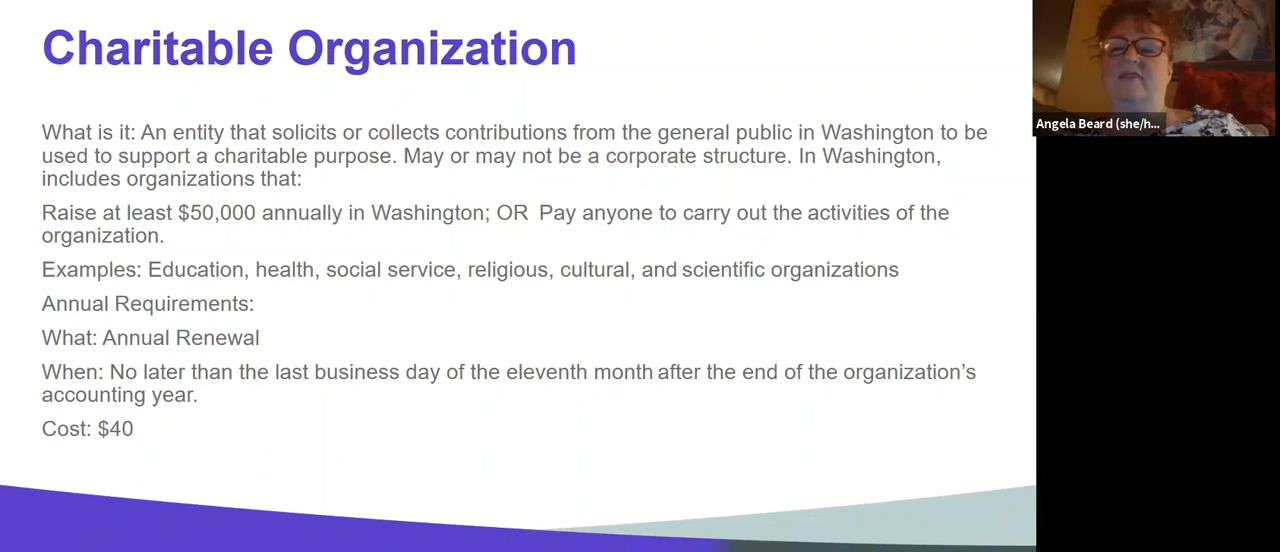 Charitable Organization
What is it: An entity that solicits or collects contributions from the general public in Washington to be
used to support a charitable purpose. May or may not be a corporate structure. In Washington,
includes organizations that:
Raise at least $50,000 annually in Washington; OR Pay anyone to carry out the activities of the
organization.
Examples: Education, health, social service, religious, cultural, and scientific organizations
Annual Requirements:
What: Annual Renewal
When: No later than the last business day of the eleventh month after the end of the organization’s
accounting year.
Cost: $40
Angela Beard (she/h...